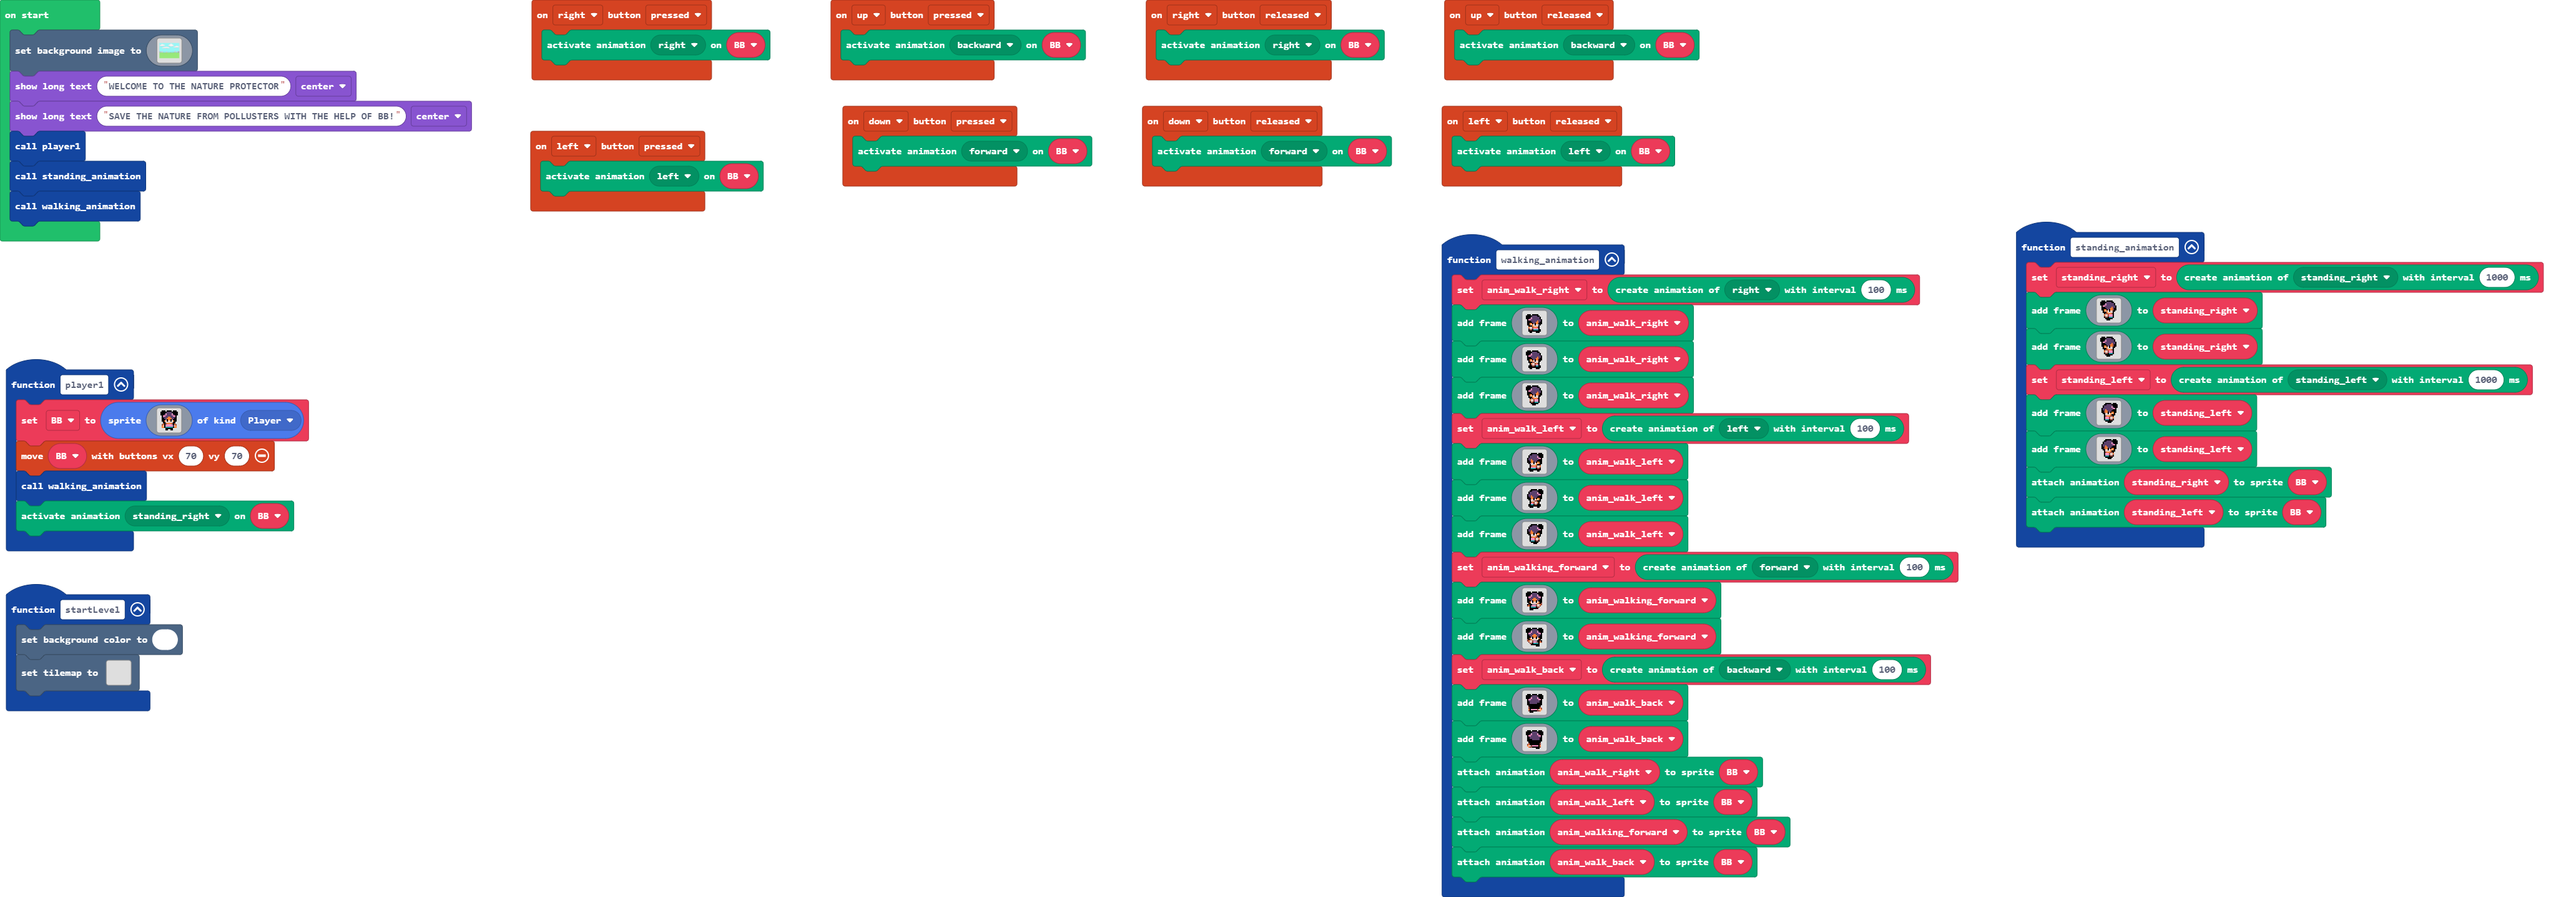 on start
set background image to
show long text "WELCOME TO THE NATURE PROTECTOR" center
show long text "SAVE THE NATURE FROM POLLUSTERS WITH THE HELP OF BB!" center
call player1
call standing_animation
call walking_animation
on right button pressed
activate animation right on BB
on up button pressed
activate animation backward on BB
on right button released
activate animation right on BB
on up button released
activate animation backward on BB
on left button pressed
activate animation left on BB
on down button pressed
activate animation forward on BB
on down button released
activate animation forward on BB
on left button released
activate animation left on BB
function player1
set BB to sprite of kind Player
move BB with buttons vx 70 vy 70
call walking_animation
activate animation standing_right on BB
function startLevel
set background color to
set tilemap to
function walking_animation
set anim_walk_right to create animation of right with interval 100 ms
add frame to anim_walk_right
add frame to anim_walk_right
add frame to anim_walk_right
set anim_walk_left to create animation of left with interval 100 ms
add frame to anim_walk_left
add frame to anim_walk_left
add frame to anim_walk_left
set anim_walking_forward to create animation of forward with interval 100 ms
add frame to anim_walking_forward
add frame to anim_walking_forward
set anim_walk_back to create animation of backward with interval 100 ms
add frame to anim_walk_back
add frame to anim_walk_back
attach animation anim_walk_right to sprite BB
attach animation anim_walk_left to sprite BB
attach animation anim_walking_forward to sprite BB
attach animation anim_walk_back to sprite BB
function standing_animation
set standing_right to create animation of standing_right with interval 1000 ms
add frame to standing_right
add frame to standing_right
set standing_left to create animation of standing_left with interval 1000 ms
add frame to standing_left
add frame to standing_left
attach animation standing_right to sprite BB
attach animation standing_left to sprite BB